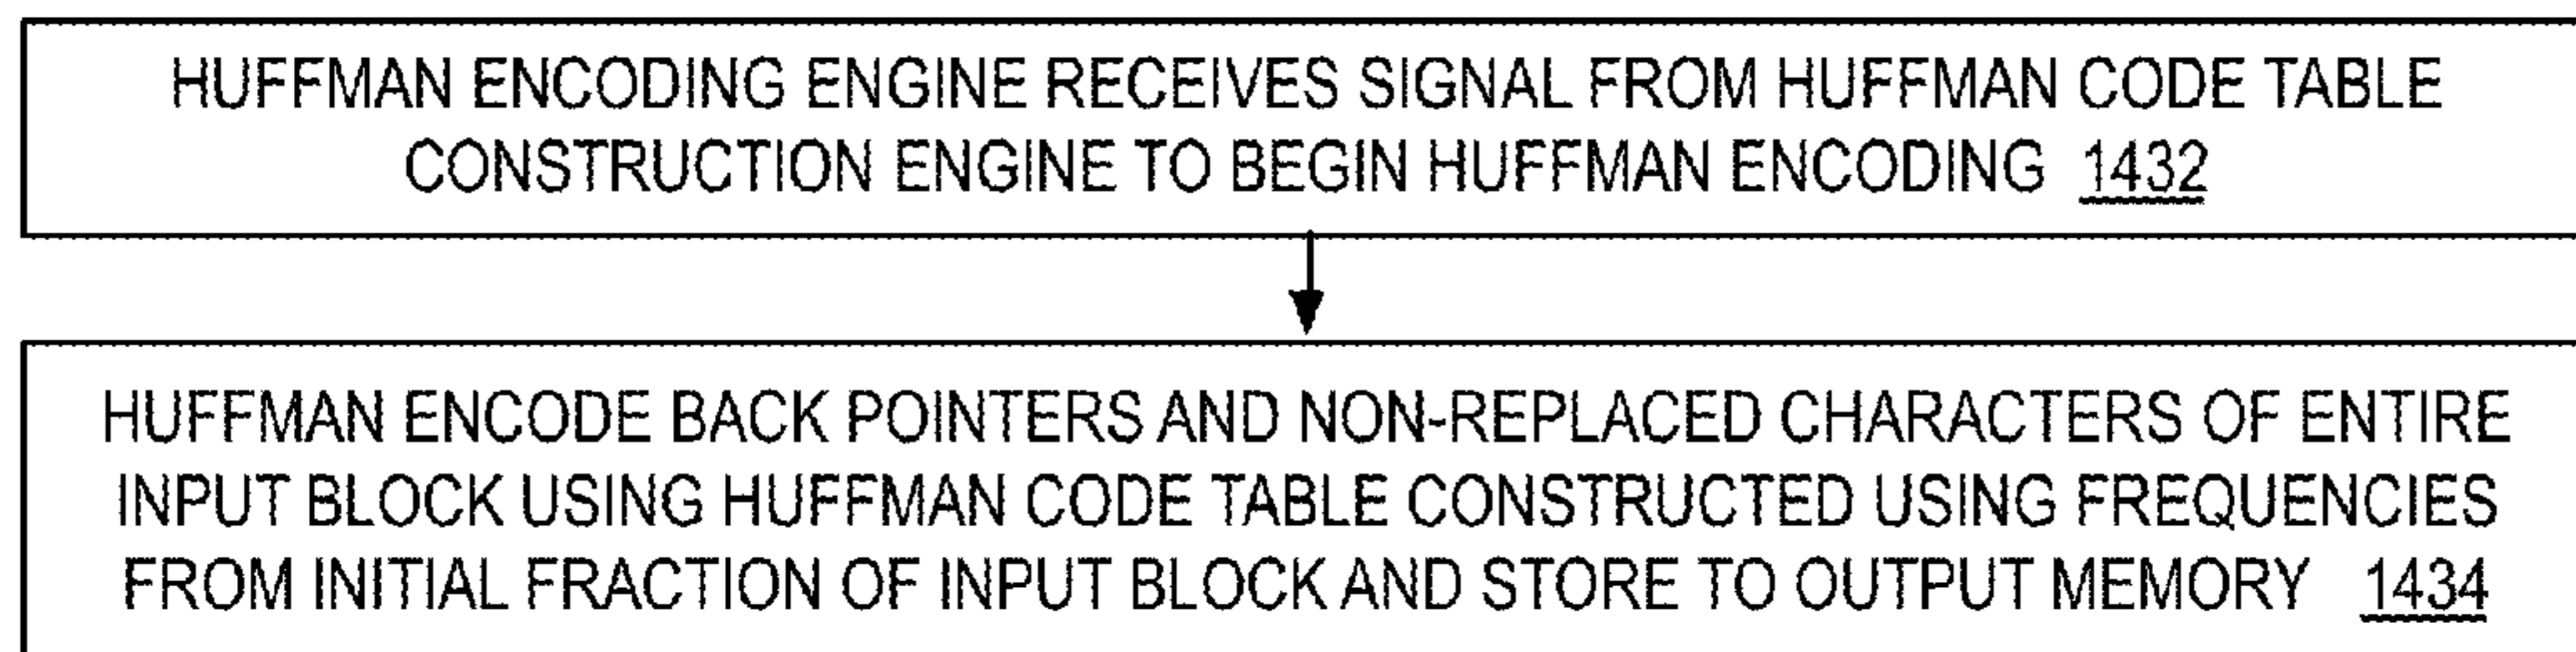 HUFFMAN ENCODING ENGINE RECEIVES SIGNAL FROM HUFFMAN CODE TABLE
CONSTRUCTION ENGINE TO BEGIN HUFFMAN ENCODING 1432
HUFFMAN ENCODE BACK POINTERS AND NON-REPLACED CHARACTERS OF ENTIRE
INPUT BLOCK USING HUFFMAN CODE TABLE CONSTRUCTED USING FREQUENCIES
FROM INITIAL FRACTION OF INPUT BLOCK AND STORE TO OUTPUT MEMORY 1434